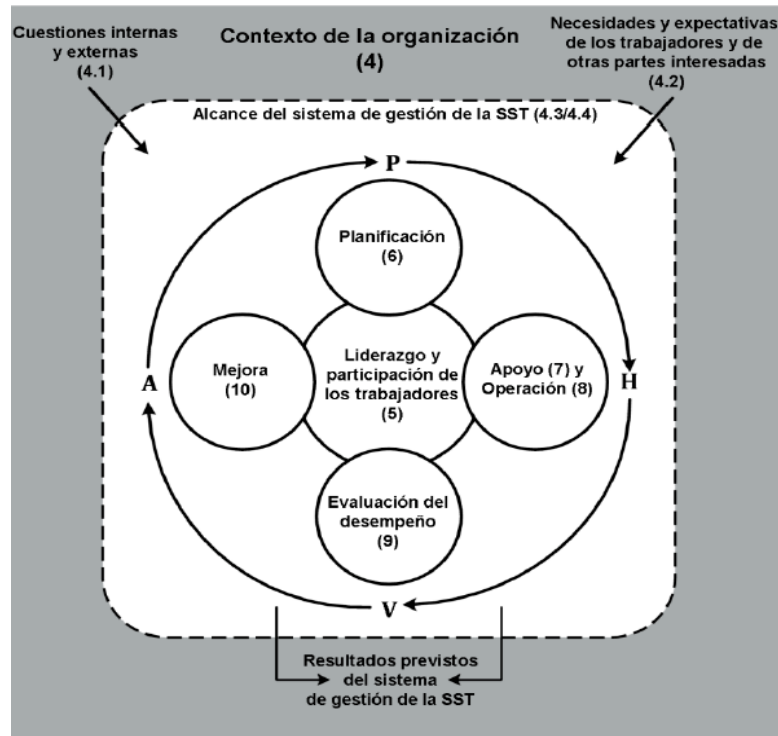 Cuestiones internas
y externas
(4.1)
Contexto de la organización
(4)
Necesidades y expectativas
de los trabajadores y de
otras partes interesadas
(4.2)
Alcance del sistema de gestión de la SST (4.3/4.4)
P
Planificación
(6)
A
Mejora
(10)
Liderazgo y
participación de
los trabajadores
(5)
Apoyo (7) y
Operación (8)
H
Evaluación del
desempeño
(9)
V
Resultados previstos
del sistema
de gestión de la SST